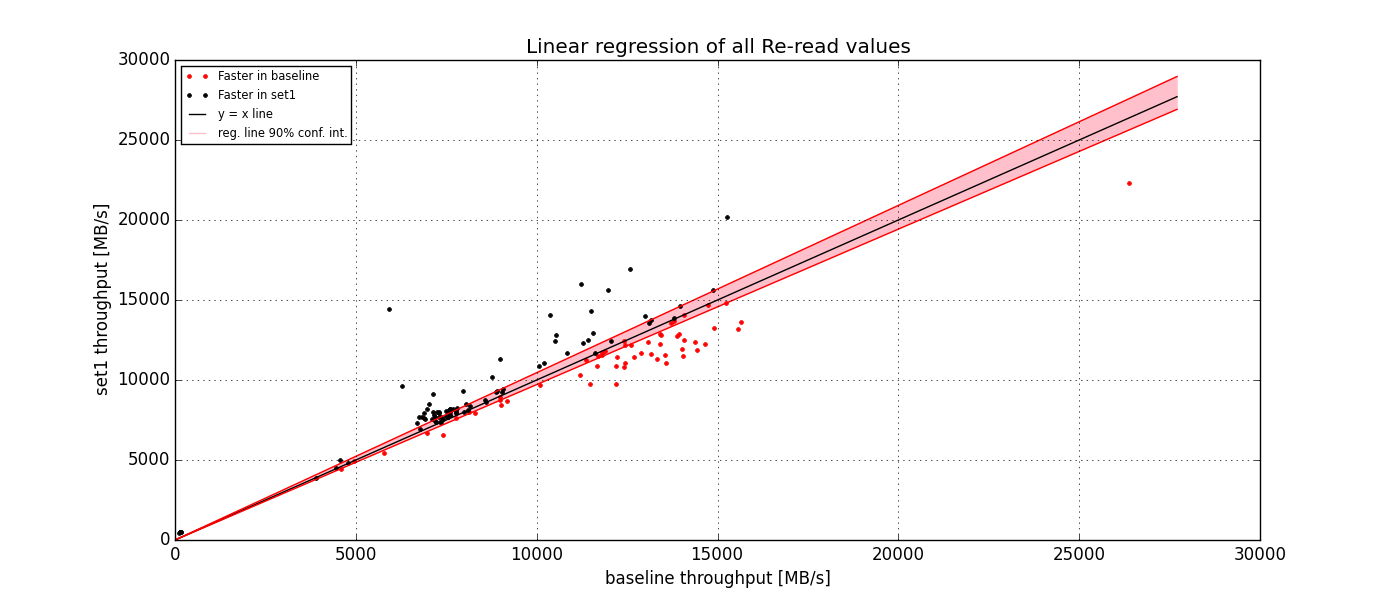 Linear regression of all Re-read values
30000
25000
20000
15000
10000
5000
0
Faster in baseline
Faster in set1
y = x line
reg. line 90% conf. int.
set1 throughput [MB/s]
0 5000 10000 15000 20000 25000 30000
baseline throughput [MB/s]